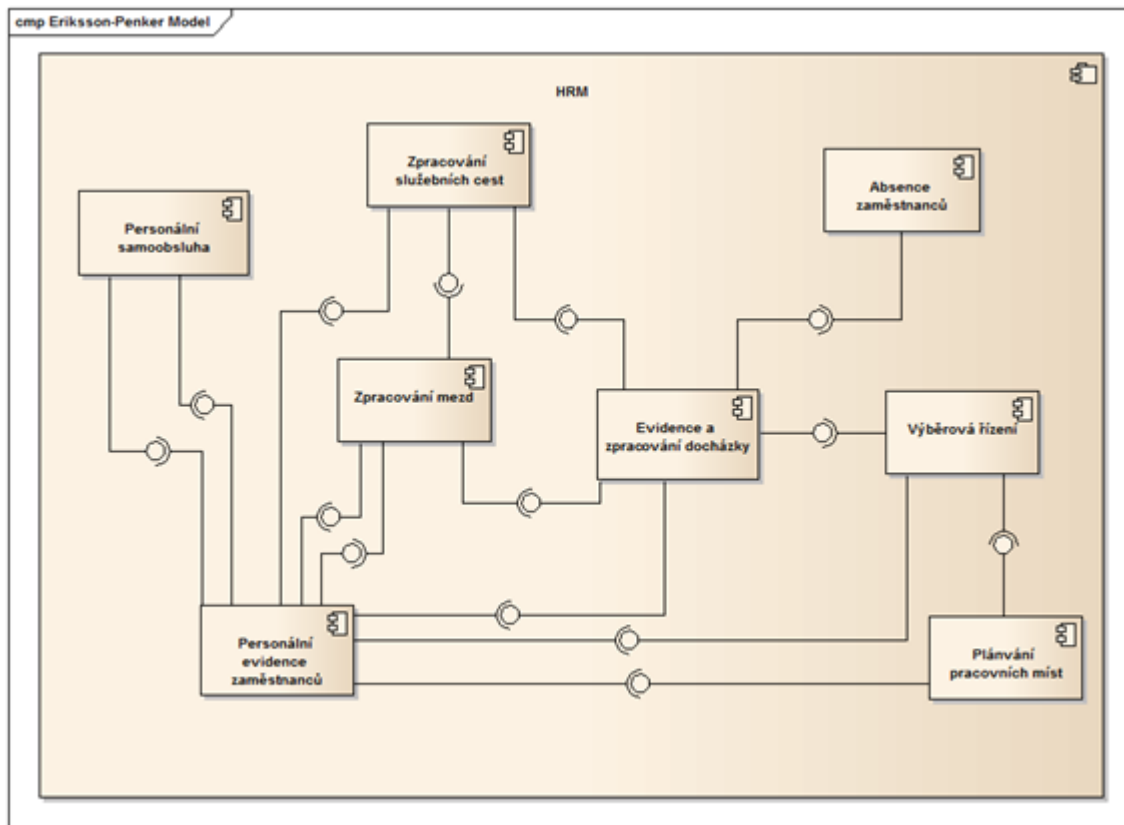 cmp Eriksson-Penker Model
HRM
Zpracování
služebních cest
Absence
zaměstnanců
Personální
samoobsluha
Zpracování mezd
Evidence a
zpracování docházky
Výběrová řízení
Personální
evidence
zaměstnanců
Plánvání
pracovních míst